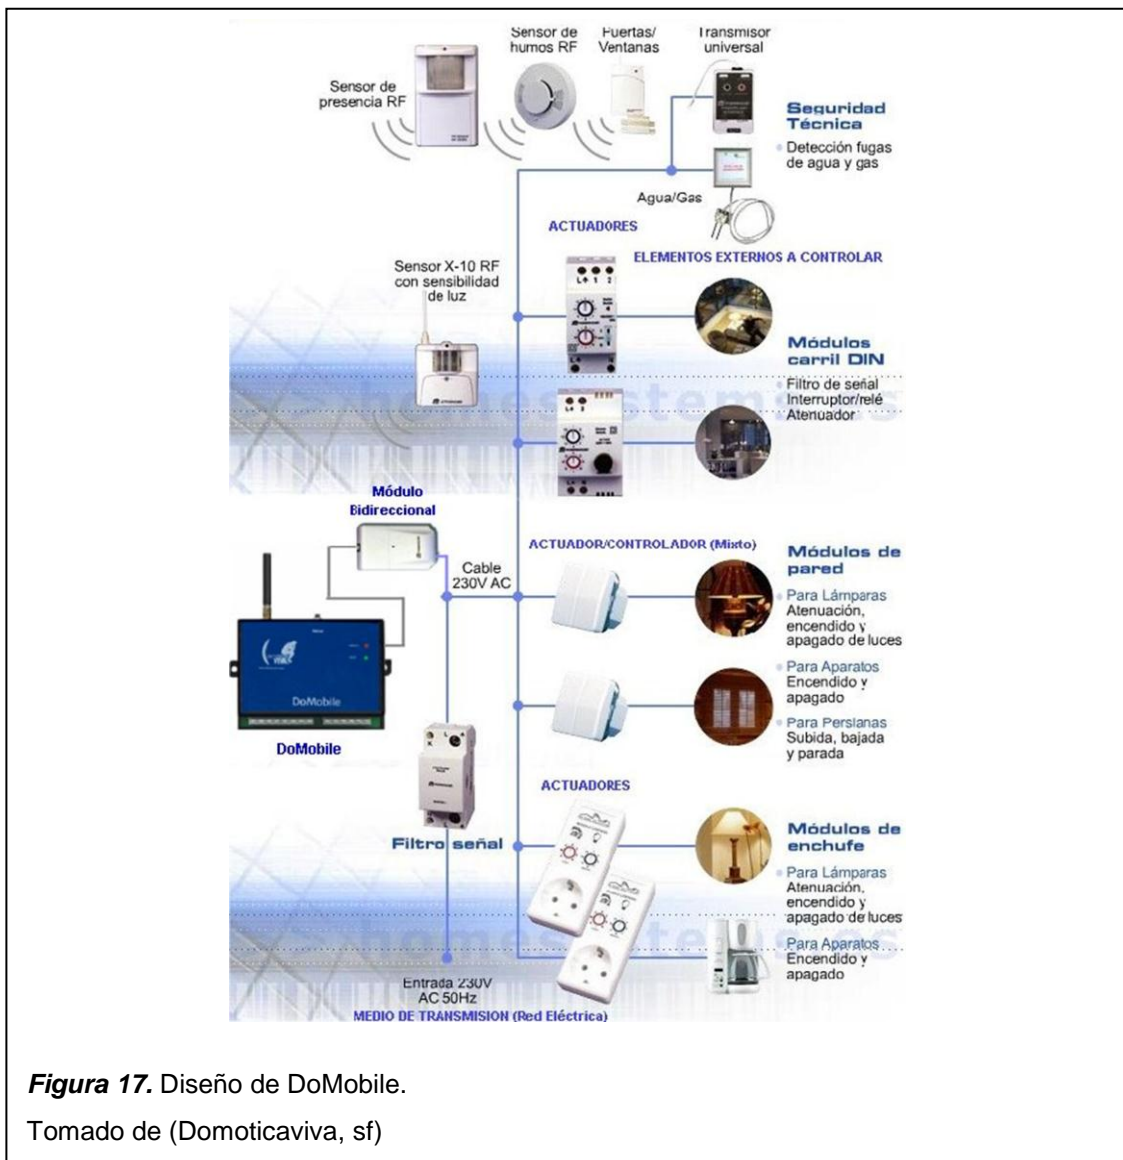 Sensor de
humos RF
Puertas/
Ventanas
Transmisor
universal
Sensor de
presencia RF
Seguridad
Técnica
Detección fugas
de agua y gas
Agua/Gas
ACTUADORES
ELEMENTOS EXTERNOS A CONTROLAR
Sensor X-10 RF
con sensibilidad
de luz
Módulos
carril DIN
Filtro de señal
Interruptor/relé
Atenuador
homesystems.es
Módulo
Bidireccional
ACTUADOR/CONTROLADOR (Mixto)
Cable
230V AC
Módulos de
pared
Para Lámparas
Atenuación,
encendido y
apagado de luces
Para Aparatos
Encendido y
apagado
Para Persianas
Subida, bajada
y parada
DoMobile
DoMobile
ACTUADORES
Filtro señal
Módulos de
enchufe
Para Lámparas
Atenuación,
encendido y
apagado de luces
homesystems.es
Para Aparatos
Encendido y
apagado
Entrada 230V
AC 50Hz
MEDIO DE TRANSMISION (Red Eléctrica)
Figura 17. Diseño de DoMobile.
Tomado de (Domoticaviva, sf)